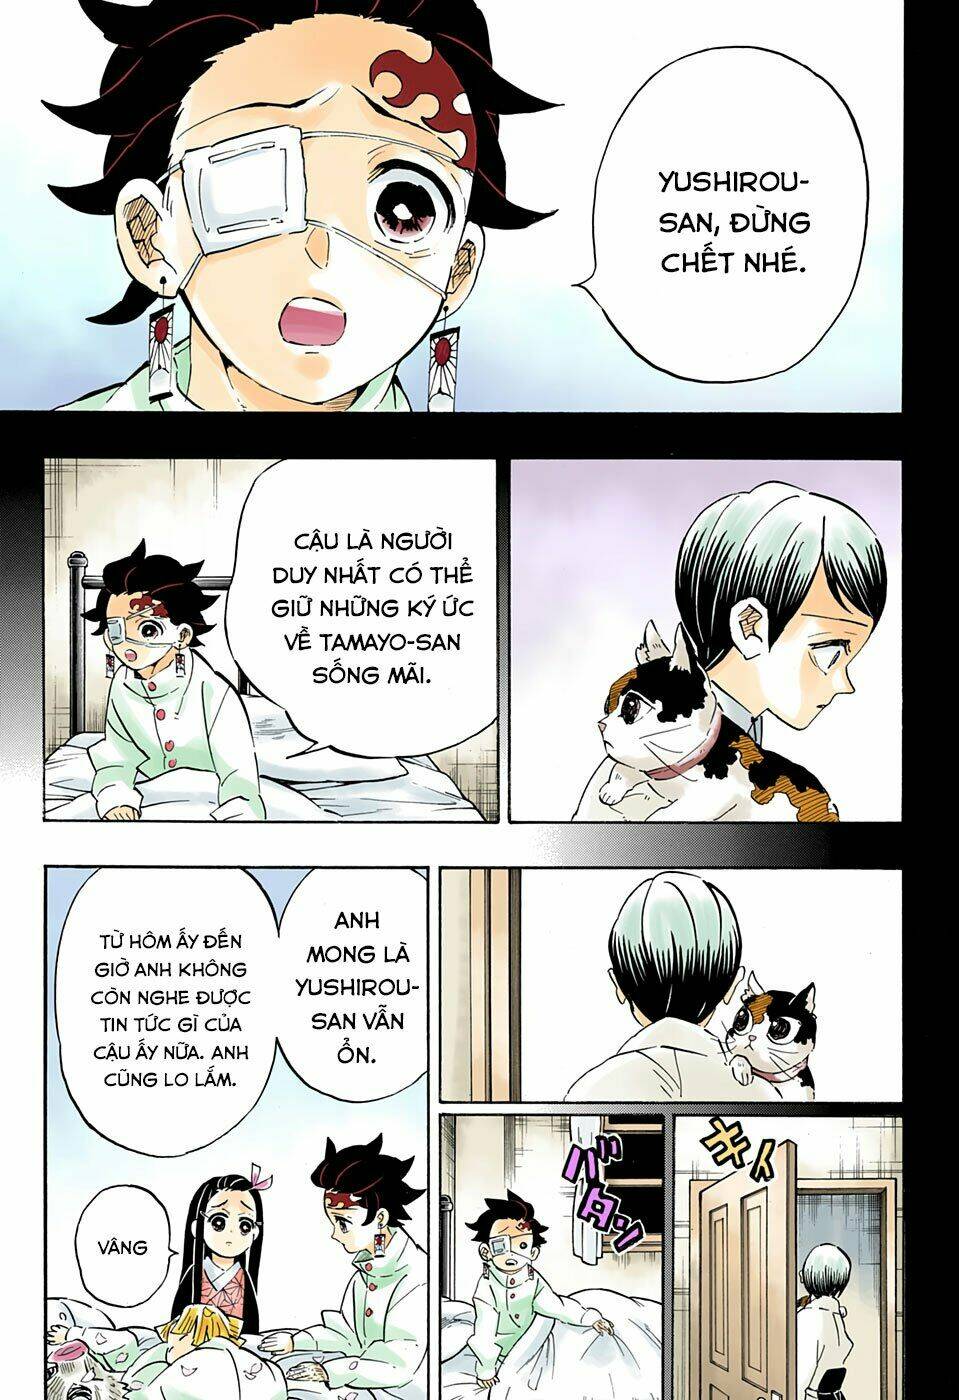 YUSHIROU-
SAN, ĐỪNG
CHẾT NHÉ.
CẬU LÀ NGƯỜI
DUY NHẤT CÓ THỂ
GIỮ NHỮNG KÝ ỨC
VỀ TAMAYO-SAN
SỐNG MÃI.
キィ
バタン
ANH
MONG LÀ
YUSHIROU-
SAN VẪN
ỔN.
TỪ HÔM ẤY ĐẾN
GIỜ ANH KHÔNG
CÒN NGHE ĐƯỢC
TIN TỨC GÌ CỦA
CẬU ẤY NỮA. ANH
CŨNG LO LẮM.
VÂNG